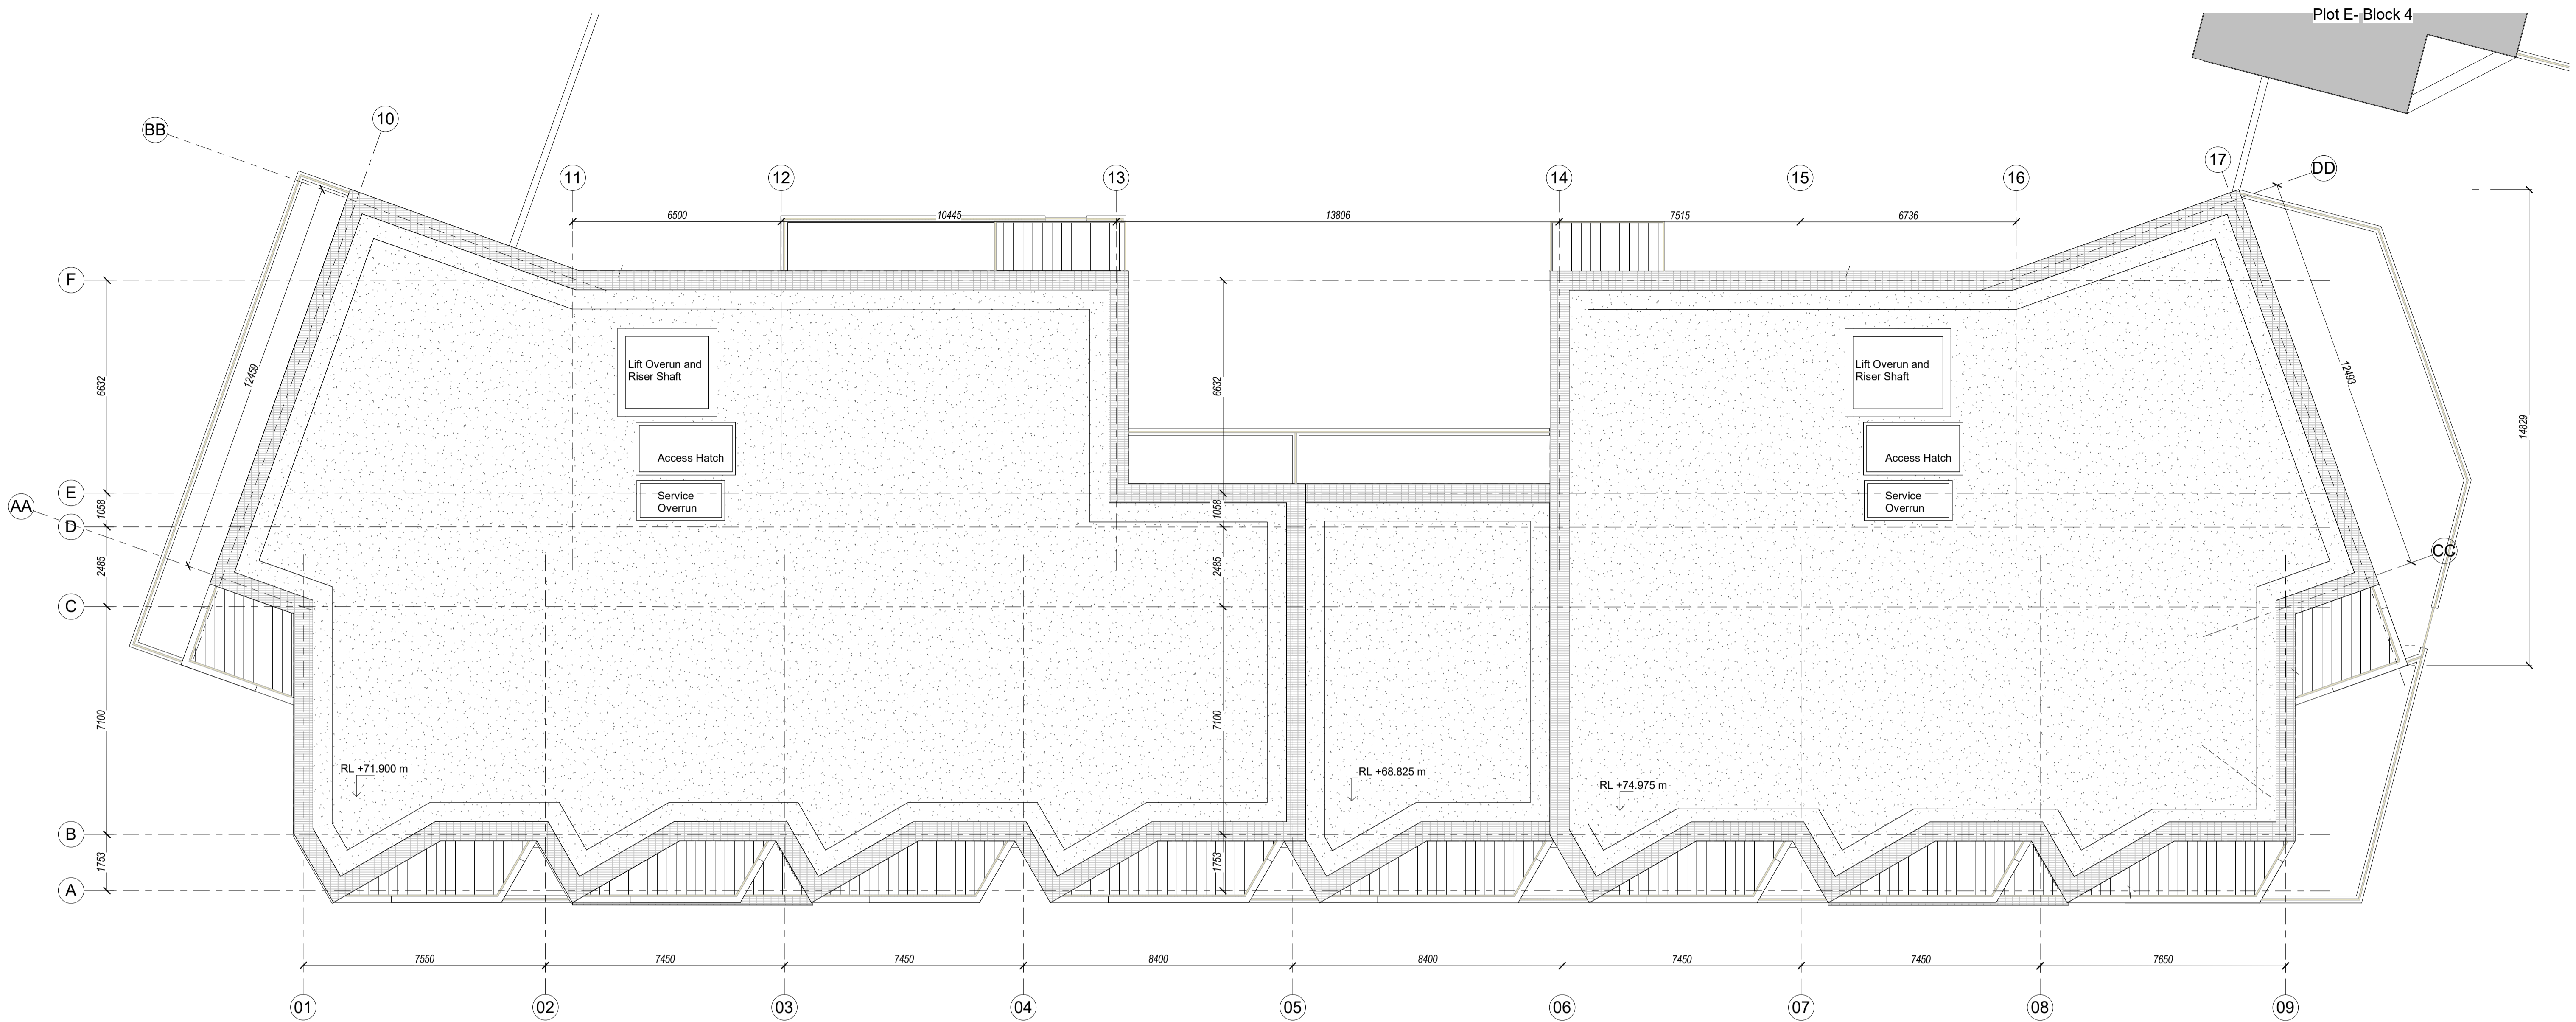 Plot E- Block 4
10
BB
17
DD
11
12
13
14
15
16
6500
10445
13806
7515
6736
F
Lift Overun and
Riser Shaft
Lift Overun and
Riser Shaft
12459
6632
6632
12493
14829
Access Hatch
Access Hatch
E
Service
Overrun
Service
Overrun
AA
1058
1058
D
CC
2485
2485
C
7100
7100
RL +71.900 m
RL +68.825 m
RL +74.975 m
B
1753
1753
A
7550
7450
7450
8400
8400
7450
7450
7650
01
02
03
04
05
06
07
08
09